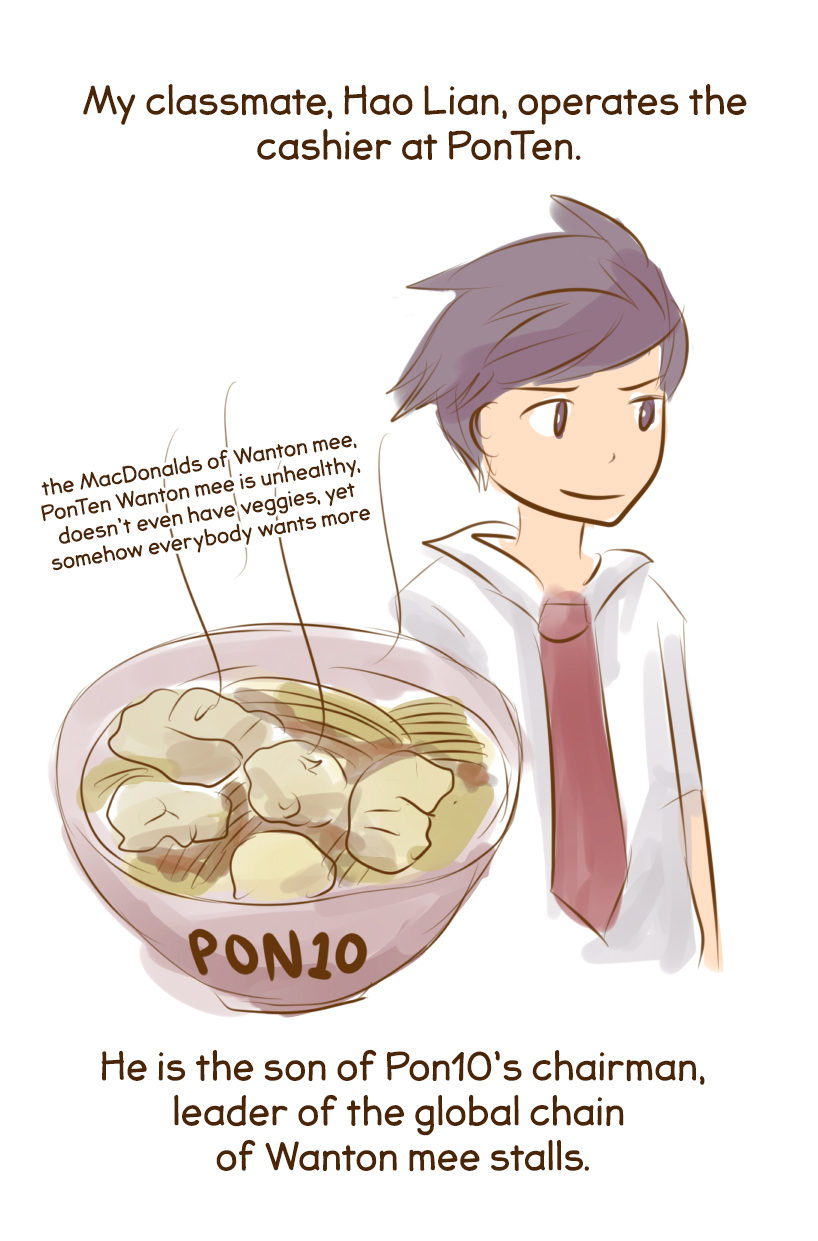 My classmate, Hao Lian, operates the
cashier at PonTen.
the MacDonalds of Wanton mee,
PonTen Wanton mee is unhealthy,
doesn't even have veggies, yet
somehow everybody wants more
PON10
He is the son of Pon10's chairman,
leader of the global chain
of Wanton mee stalls.